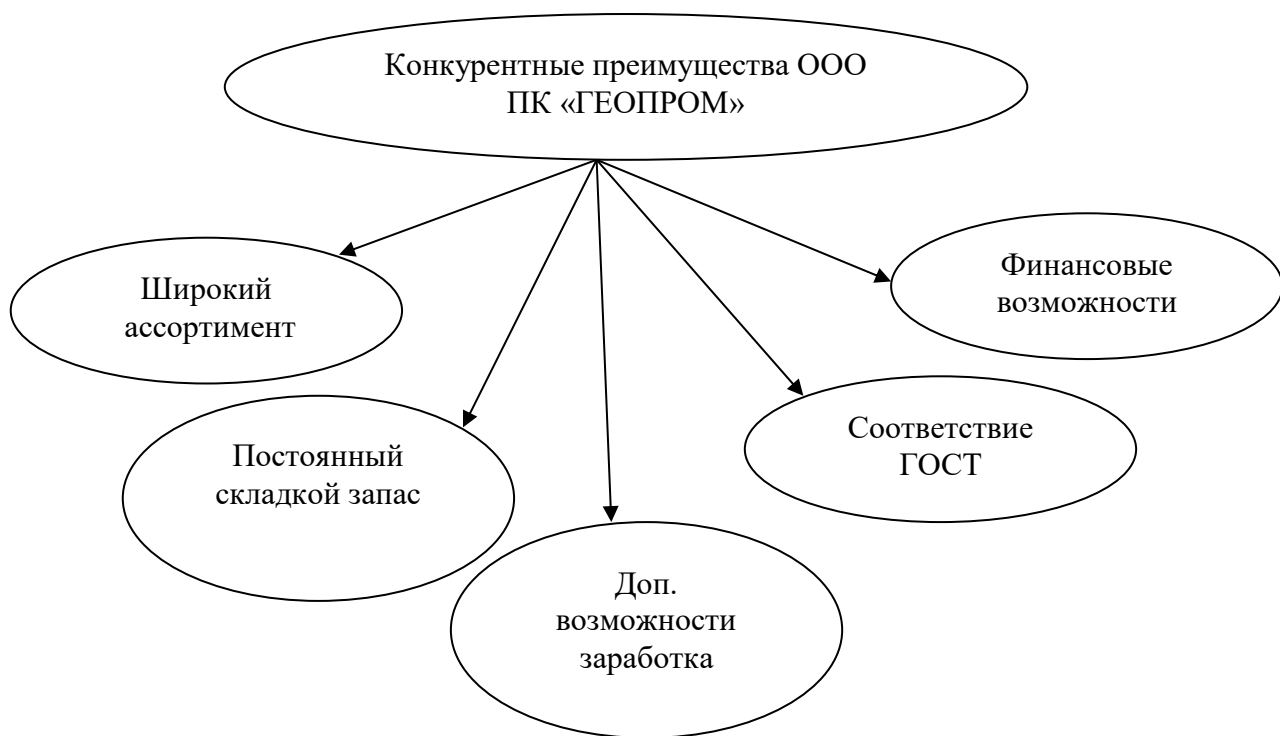 Конкурентные преимущества ООО
ПК «ГЕОПРОМ»
Широкий
ассортимент
Финансовые
возможности
Постоянный
складкой запас
Соответствие
ГОСТ
Доп.
возможности
заработка